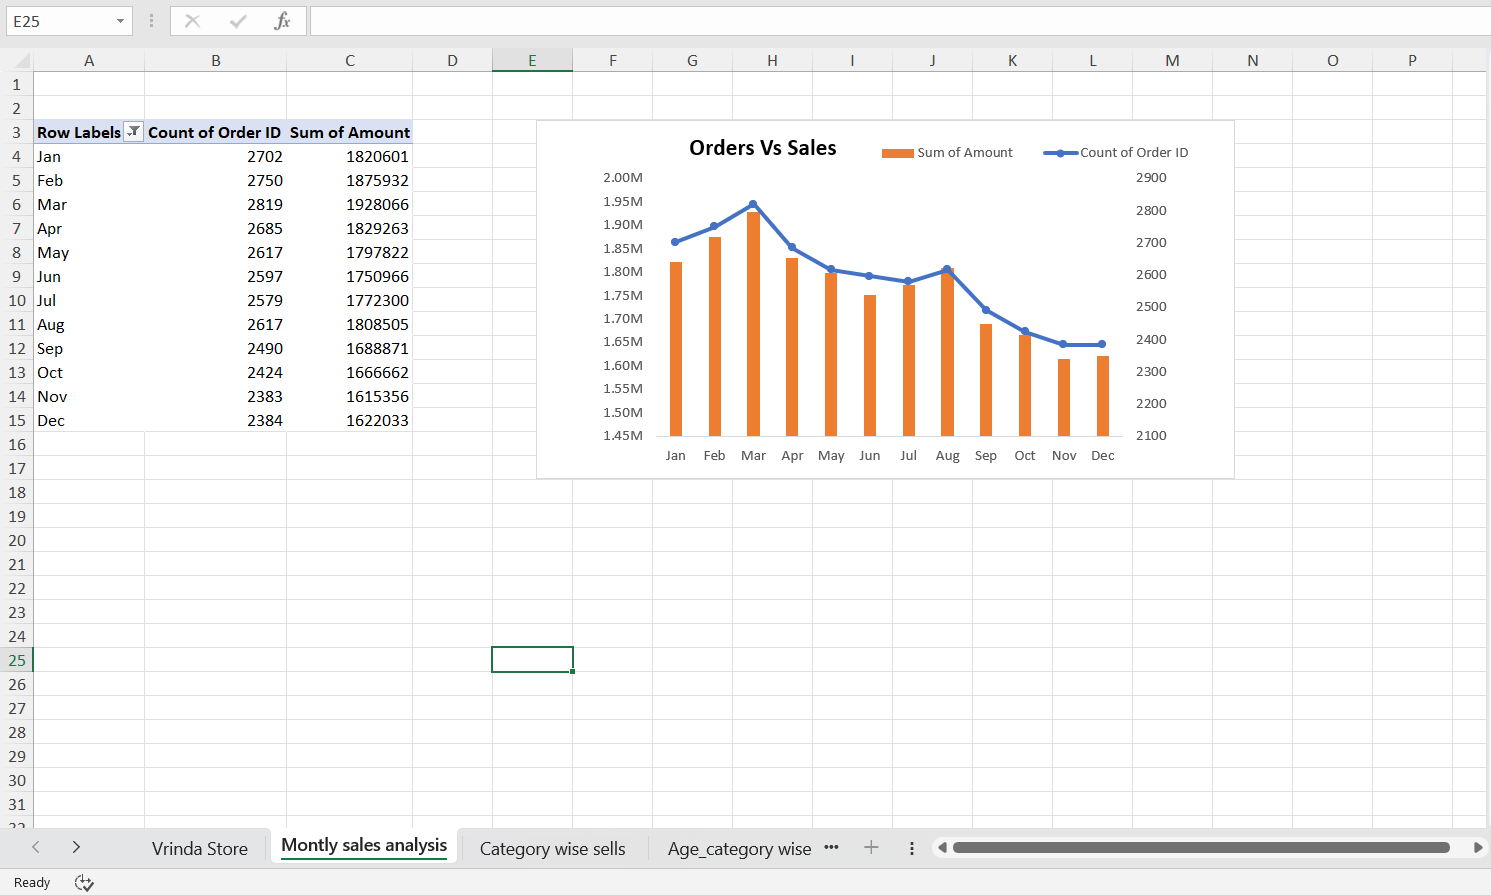 E25
fx
A B C D E F G H I J K L M N O P
1
2
3 Row Labels Count of Order ID Sum of Amount
4 Jan 2702 1820601
5 Feb 2750 1875932
6 Mar 2819 1928066
7 Apr 2685 1829263
8 May 2617 1797822
9 Jun 2597 1750966
10 Jul 2579 1772300
11 Aug 2617 1808505
12 Sep 2490 1688871
13 Oct 2424 1666662
14 Nov 2383 1615356
15 Dec 2384 1622033
16
17
18
19
20
21
22
23
24
25
26
27
28
29
30
31
32
Orders Vs Sales
Sum of Amount Count of Order ID
2.00M
1.95M
1.90M
1.85M
1.80M
1.75M
1.70M
1.65M
1.60M
1.55M
1.50M
1.45M
2900
2800
2700
2600
2500
2400
2300
2200
2100
Jan Feb Mar Apr May Jun Jul Aug Sep Oct Nov Dec
Vrinda Store Montly sales analysis Category wise sells Age_category wise ...
Ready